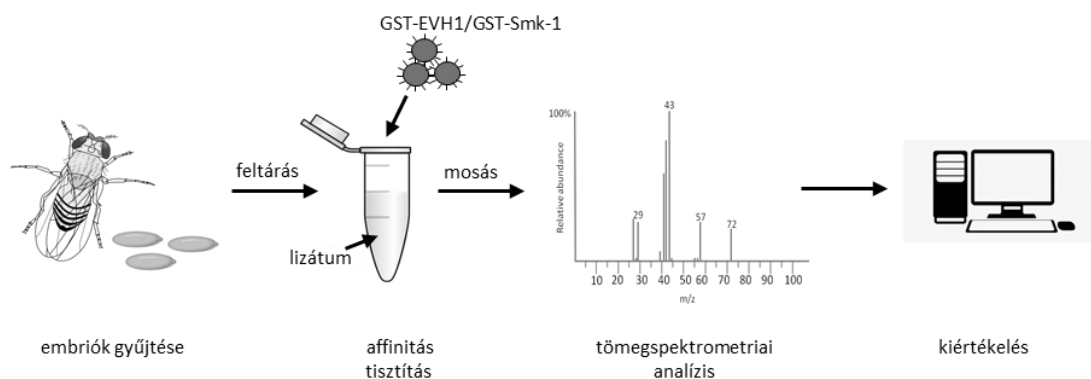 GST-EVH1/GST-Smk-1
feltárás
mosás
lizátum
100%
Relative abundance
43
29
57
72
10 20 30 40 50 60 70 80 90 100
m/z
embriók gyűjtése
affinitás
tisztítás
tömegspektrometriai
analízis
kiértékelés